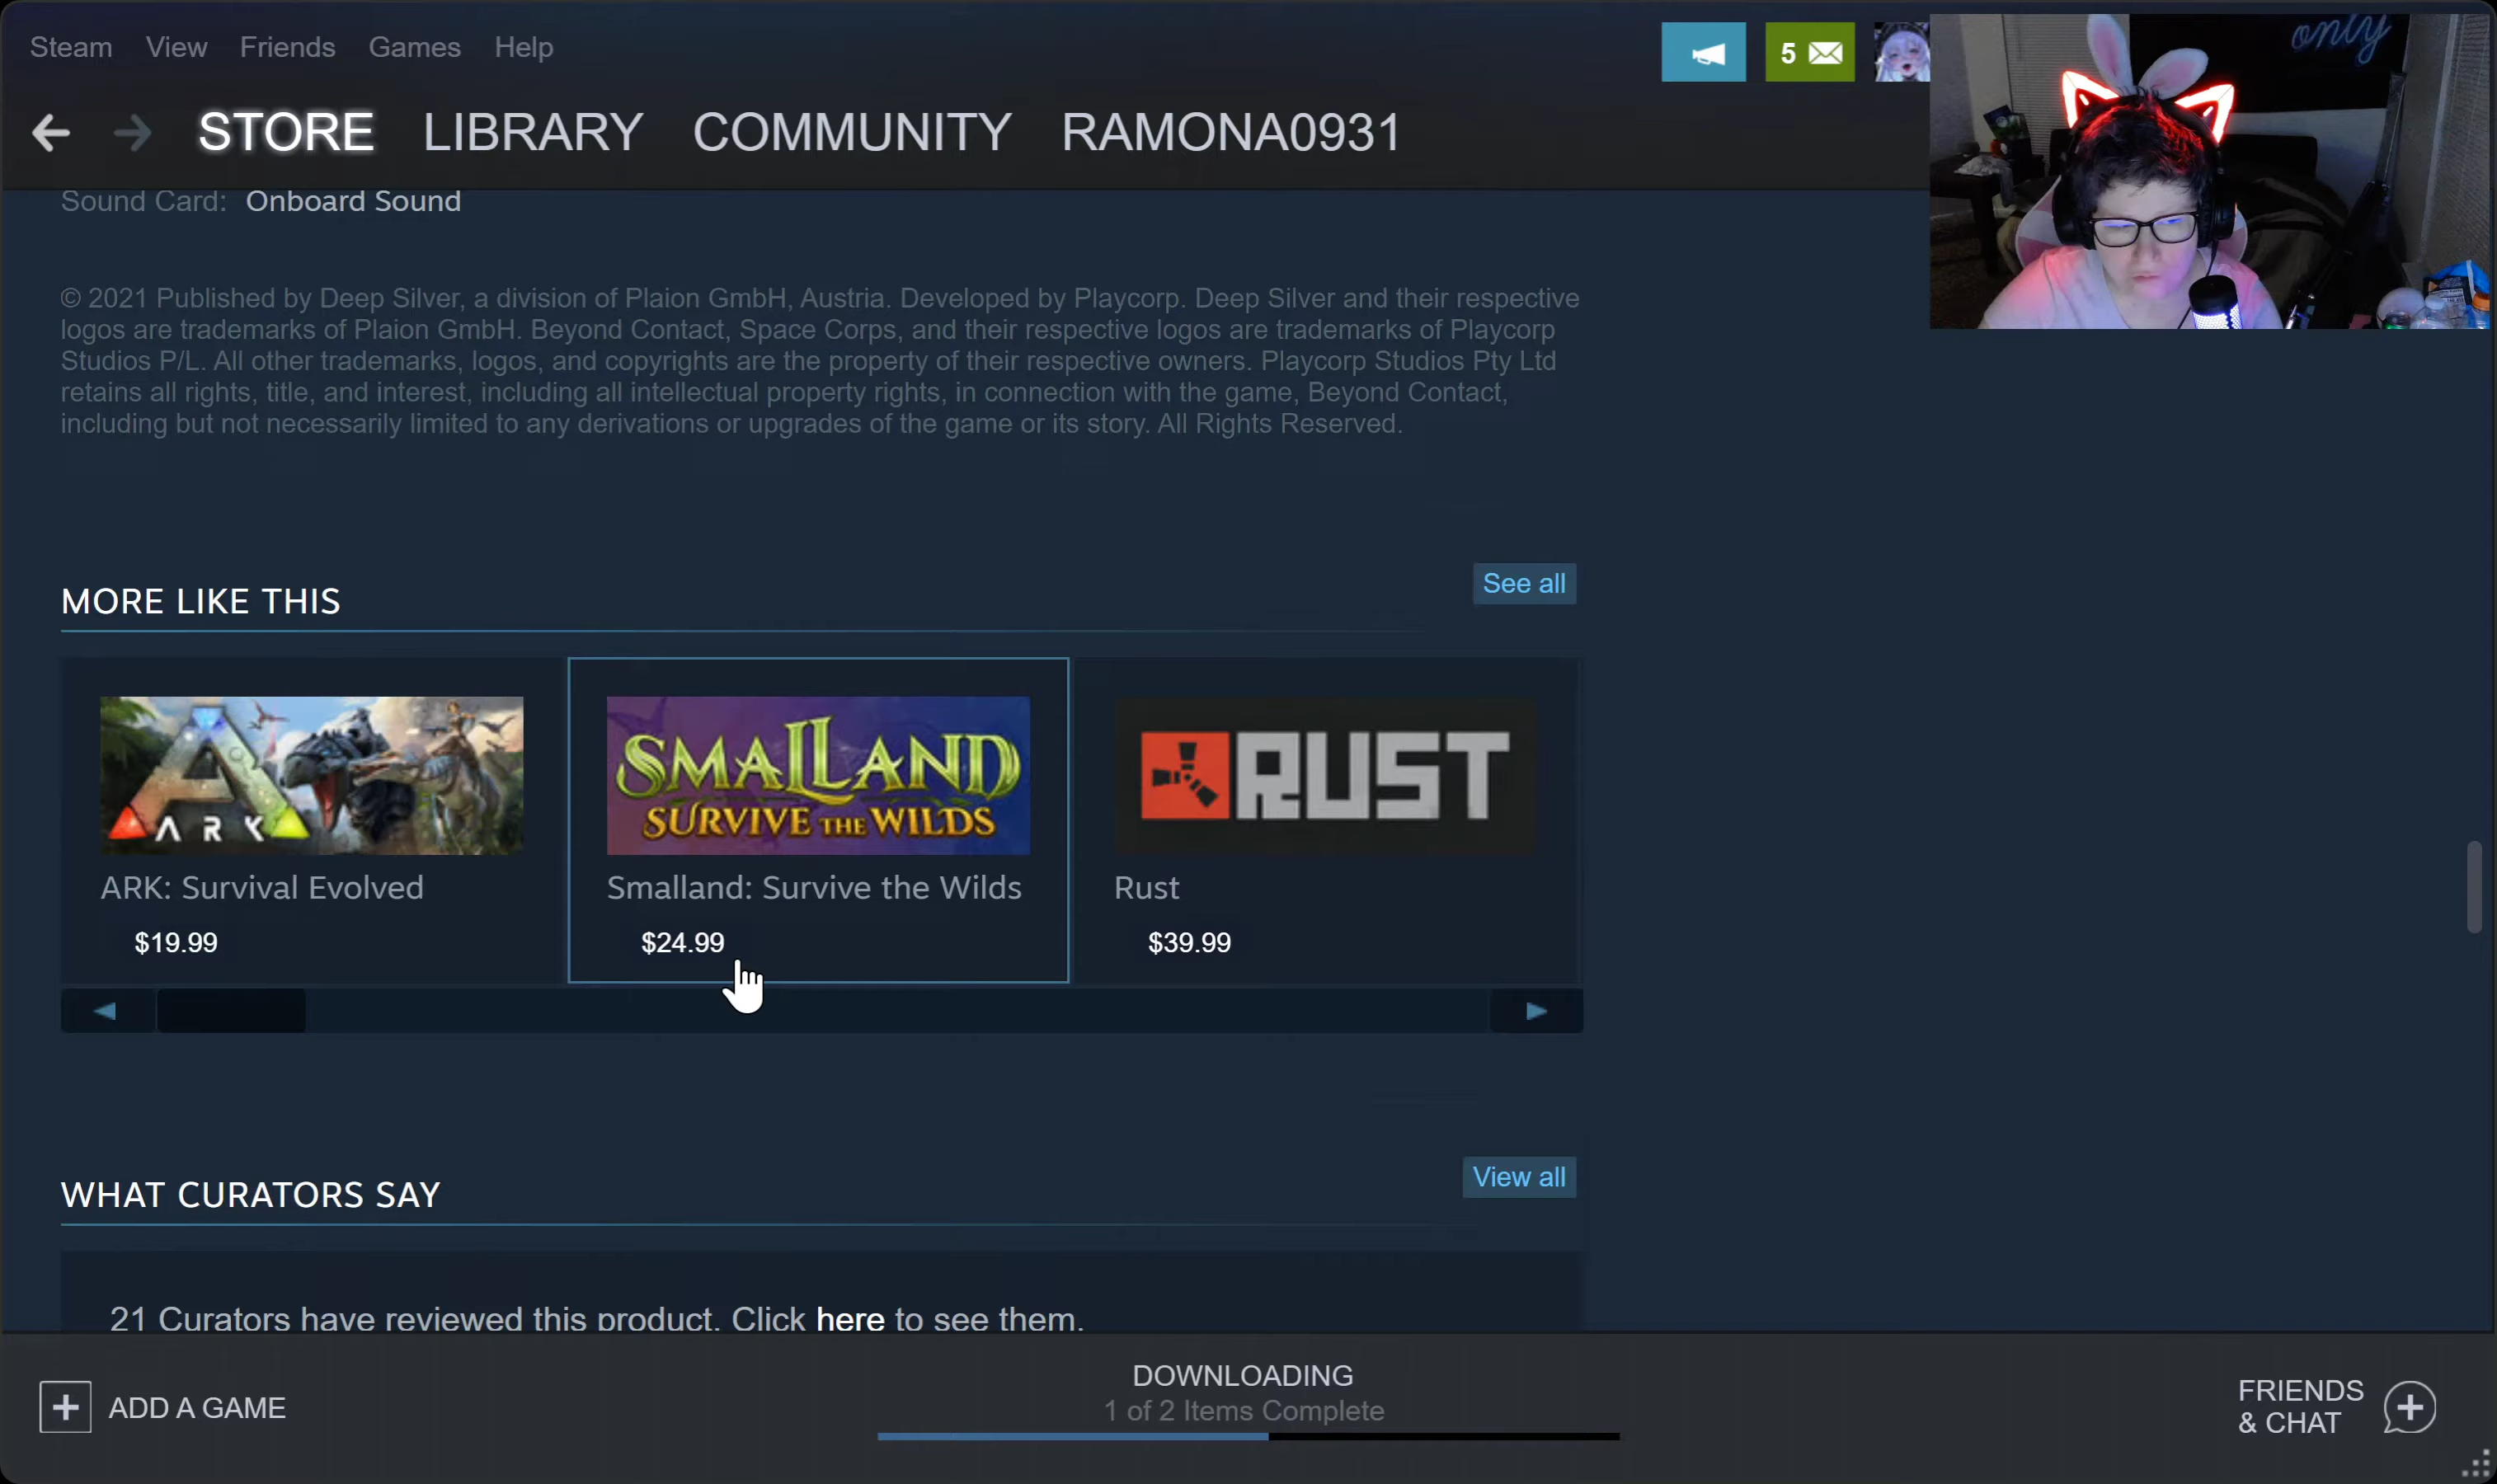 Steam View Friends Games Help
5
only
STORE LIBRARY COMMUNITY RAMONA0931
Sound Card: Onboard Sound
© 2021 Published by Deep Silver, a division of Plaion GmbH, Austria. Developed by Playcorp. Deep Silver and their respective
logos are trademarks of Plaion GmbH. Beyond Contact, Space Corps, and their respective logos are trademarks of Playcorp
Studios P/L. All other trademarks, logos, and copyrights are the property of their respective owners. Playcorp Studios Pty Ltd
retains all rights, title, and interest, including all intellectual property rights, in connection with the game, Beyond Contact,
including but not necessarily limited to any derivations or upgrades of the game or its story. All Rights Reserved.
MORE LIKE THIS
See all
ARK
SMALLAND
SURVIVE THE WILDS
RUST
ARK: Survival Evolved
Smalland: Survive the Wilds
Rust
$19.99
$24.99
$39.99
WHAT CURATORS SAY
View all
21 Curators have reviewed this product. Click here to see them.
ADD A GAME
DOWNLOADING
1 of 2 Items Complete
FRIENDS
& CHAT